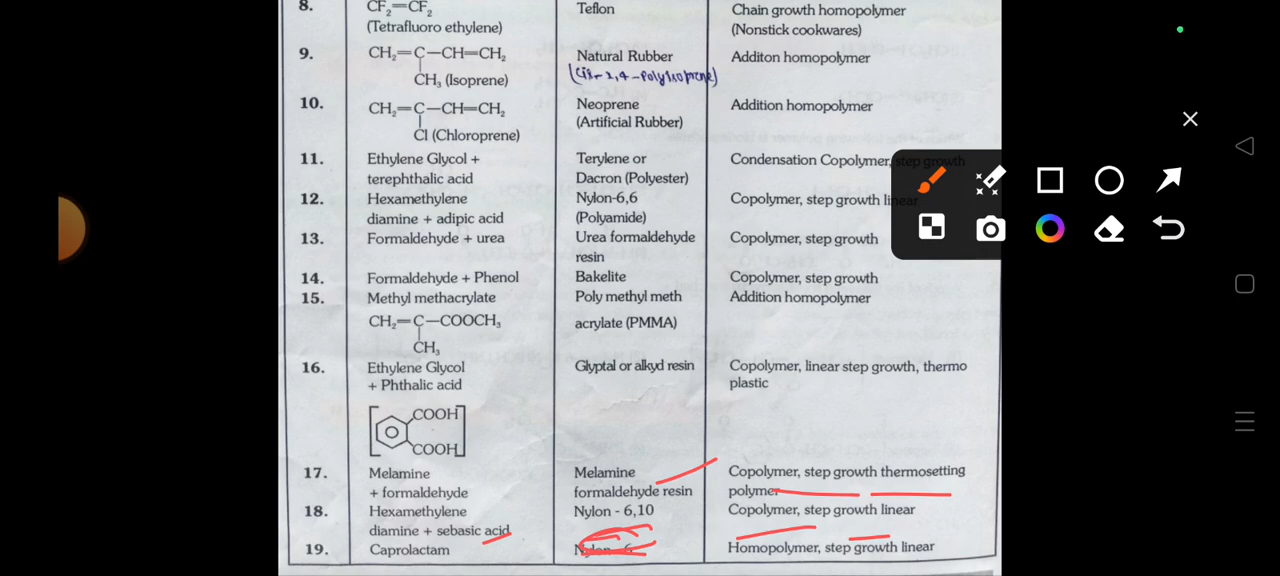 8. CF₂=CF₂ Teflon Chain growth homopolymer
(Tetrafluoro ethylene) (Nonstick cookwares)
9. CH₂=C–CH=CH₂ Natural Rubber Additon homopolymer
CH₃ (Isoprene) (Cis-1,4-Polyisoprene)
10. CH₂=C–CH=CH₂ Neoprene Addition homopolymer
Cl (Chloroprene) (Artificial Rubber)
11. Ethylene Glycol + Terylene or Condensation Copolymer, step growth
terephthalic acid Dacron (Polyester)
12. Hexamethylene Nylon-6,6 Copolymer, step growth linear
diamine + adipic acid (Polyamide)
13. Formaldehyde + urea Urea formaldehyde Copolymer, step growth
resin
14. Formaldehyde + Phenol Bakelite Copolymer, step growth
15. Methyl methacrylate Poly methyl meth Addition homopolymer
CH₂=C–COOCH₃ acrylate (PMMA)
CH₃
16. Ethylene Glycol Glyptal or alkyd resin Copolymer, linear step growth, thermo
+ Phthalic acid plastic
COOH
COOH
17. Melamine Melamine Copolymer, step growth thermosetting
+ formaldehyde formaldehyde resin polymer
18. Hexamethylene Nylon - 6,10 Copolymer, step growth linear
diamine + sebasic acid
19. Caprolactam Nylon - 6 Homopolymer, step growth linear